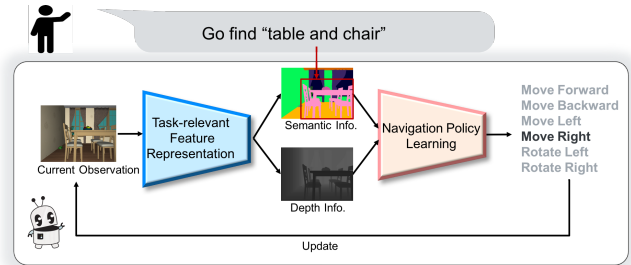 Go find “table and chair”
Task-relevant
Feature
Representation
Current Observation
Semantic Info.
Depth Info.
Navigation Policy
Learning
Move Forward
Move Backward
Move Left
Move Right
Rotate Left
Rotate Right
Update